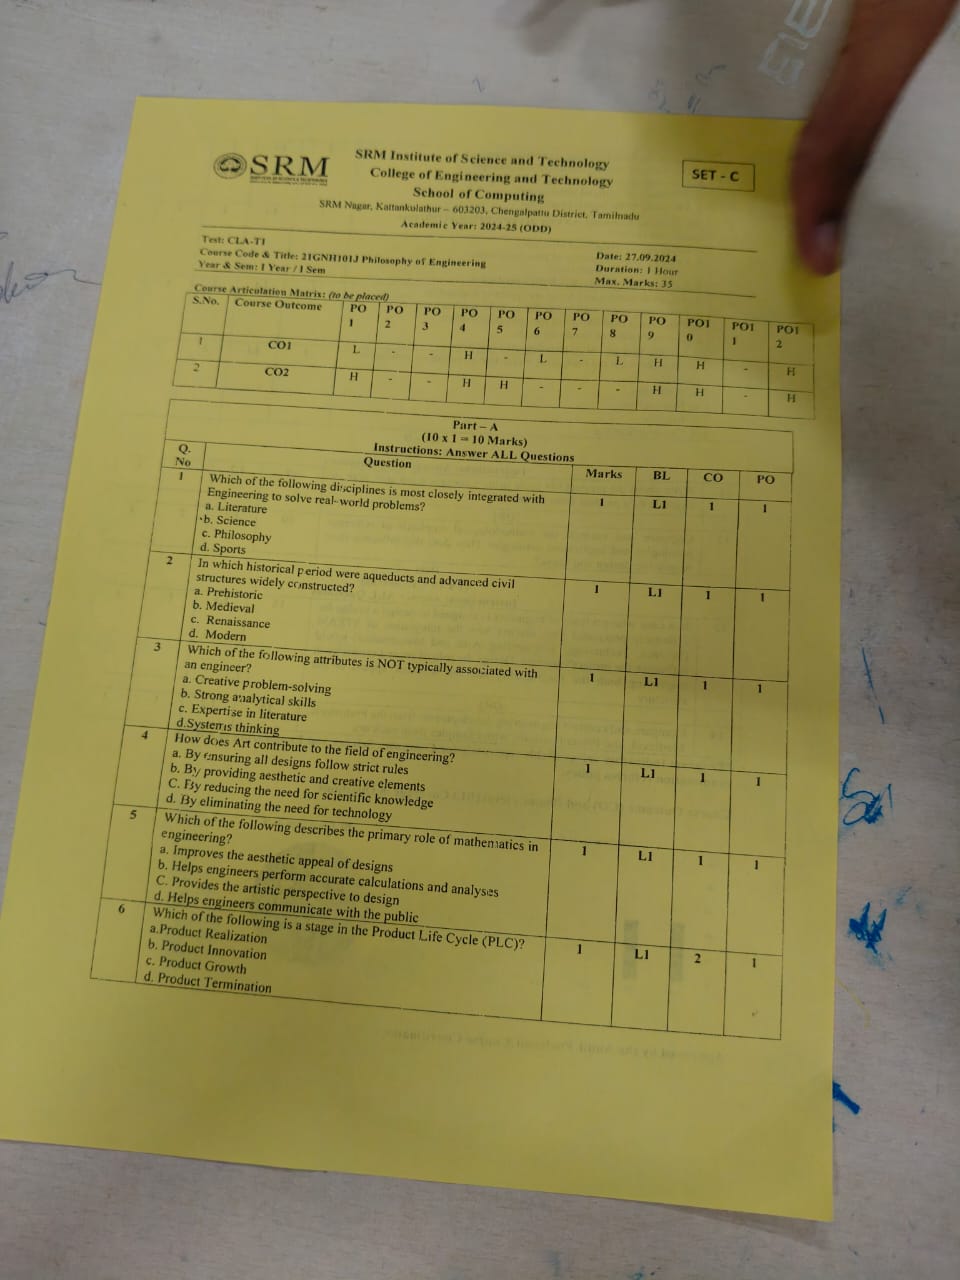 SRM
SRM Institute of Science and Technology
College of Engineering and Technology
School of Computing
SRM Nagar, Kattankulathur – 603203, Chengalpattu District, Tamilnadu
Academic Year: 2024-25 (ODD)
SET - C
Test: CLA-T1
Course Code & Title: 21GNH101J Philosophy of Engineering
Year & Sem: I Year / I Sem
Date: 27.09.2024
Duration: 1 Hour
Max. Marks: 35
Course Articulation Matrix: (to be placed)
S.No. Course Outcome PO 1 PO 2 PO 3 PO 4 PO 5 PO 6 PO 7 PO 8 PO 9 PO1 0 PO1 1 PO1 2
1 CO1 L - - H - L - L H H - H
2 CO2 H - - H H - - - H H - H
Part – A
(10 x 1 = 10 Marks)
Instructions: Answer ALL Questions
Q. No Question Marks BL CO PO
1 Which of the following disciplines is most closely integrated with 1 L1 1 1
Engineering to solve real-world problems?
a. Literature
b. Science
c. Philosophy
d. Sports
2 In which historical period were aqueducts and advanced civil 1 L1 1 1
structures widely constructed?
a. Prehistoric
b. Medieval
c. Renaissance
d. Modern
3 Which of the following attributes is NOT typically associated with 1 L1 1 1
an engineer?
a. Creative problem-solving
b. Strong analytical skills
c. Expertise in literature
d.Systems thinking
4 How does Art contribute to the field of engineering? 1 L1 1 1
a. By ensuring all designs follow strict rules
b. By providing aesthetic and creative elements
C. By reducing the need for scientific knowledge
d. By eliminating the need for technology
5 Which of the following describes the primary role of mathematics in 1 L1 1 1
engineering?
a. Improves the aesthetic appeal of designs
b. Helps engineers perform accurate calculations and analyses
C. Provides the artistic perspective to design
d. Helps engineers communicate with the public
6 Which of the following is a stage in the Product Life Cycle (PLC)? 1 L1 2 1
a.Product Realization
b. Product Innovation
c. Product Growth
d. Product Termination